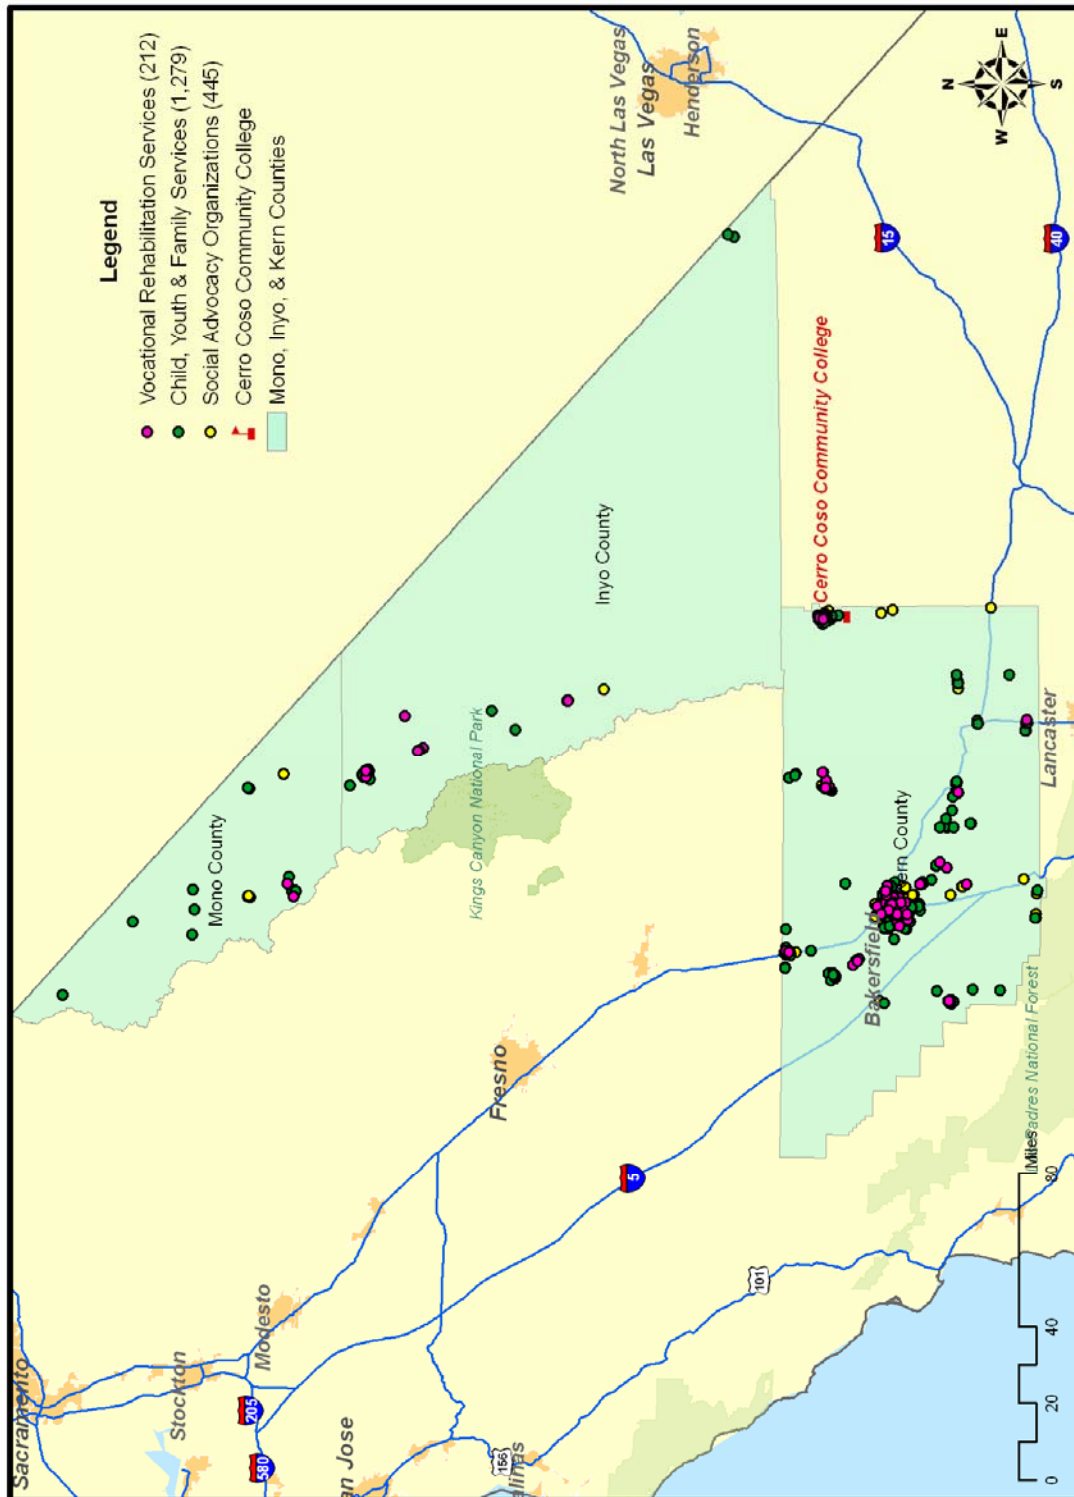 Legend
Vocational Rehabilitation Services (212)
Child, Youth & Family Services (1,279)
Social Advocacy Organizations (445)
Cerro Coso Community College
Mono, Inyo, & Kern Counties
Sacramento
Stockton
Modesto
205
580
an Jose
156
alinas
101
5
Fresno
Mono County
Kings Canyon National Park
Inyo County
North Las Vegas
Las Vegas
Henderson
N
W
E
S
15
40
Cerro Coso Community College
Bakersfield
ern County
Lancaster
Padres National Forest
Miles
0
20
40
80